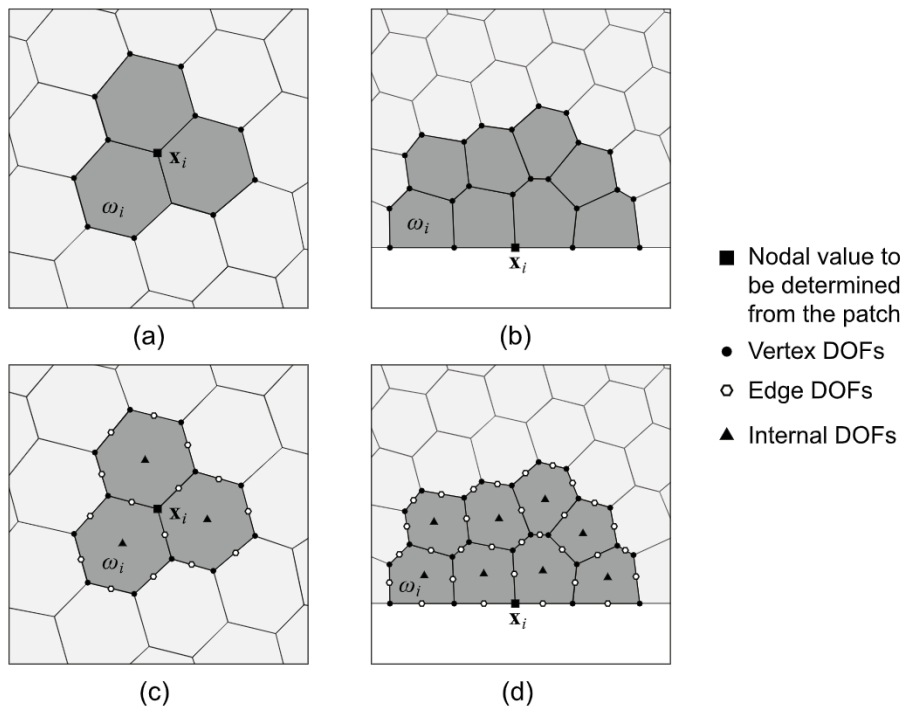 x_i
ω_i
(a)
ω_i
x_i
(b)
x_i
ω_i
(c)
ω_i
x_i
(d)
Nodal value to
be determined
from the patch
Vertex DOFs
Edge DOFs
Internal DOFs